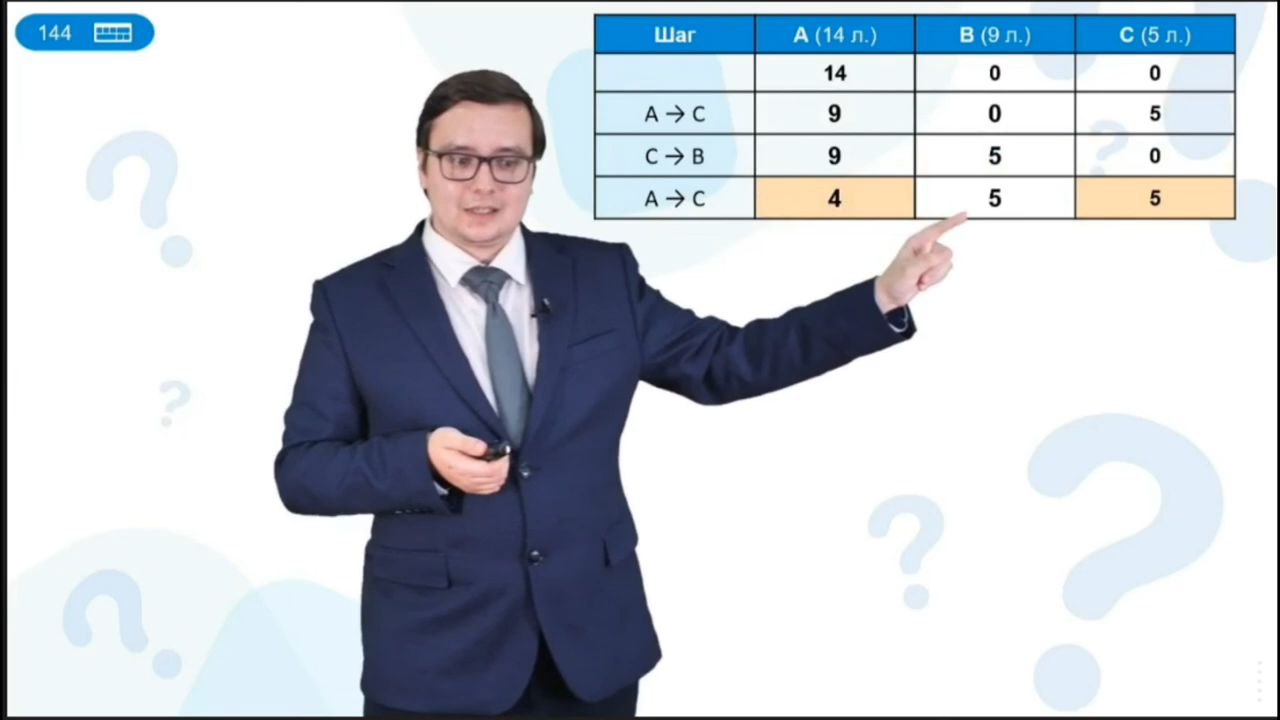 144
Шаг A (14 л.) B (9 л.) C (5 л.)
14 0 0
A → C 9 0 5
C → B 9 5 0
A → C 4 5 5